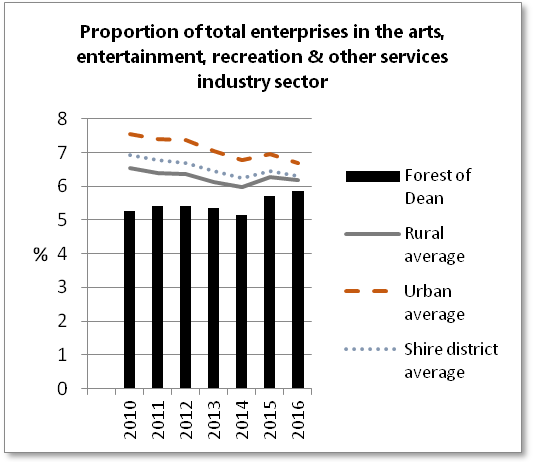 Proportion of total enterprises in the arts,
entertainment, recreation & other services
industry sector
8
7
6
5
4
3
2
1
0
%
2010
2011
2012
2013
2014
2015
2016
Forest of
Dean
Rural
average
Urban
average
Shire district
average